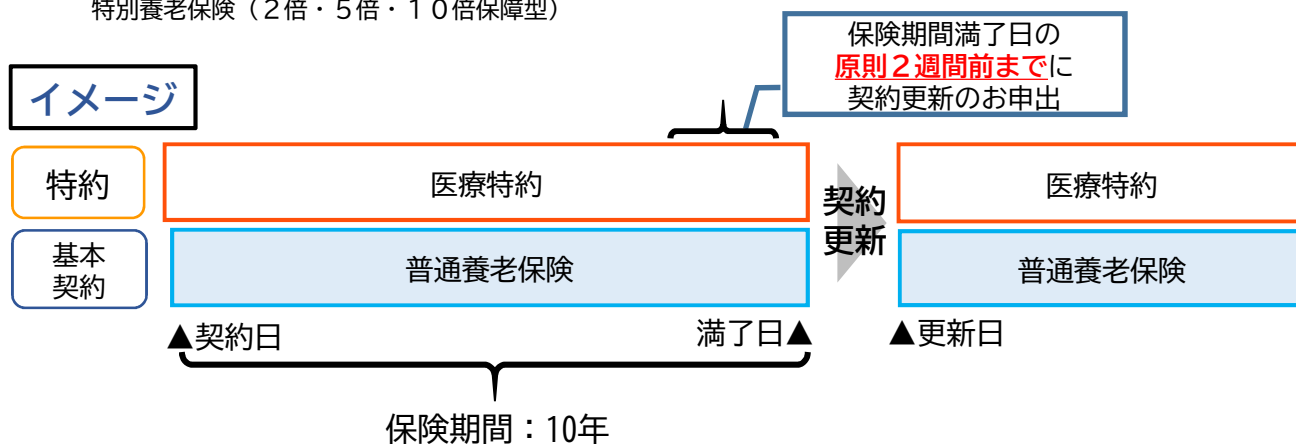 特別養老保険（２倍・５倍・１０倍保障型）
保険期間満了日の
原則２週間前までに
契約更新のお申出
イメージ
特約
医療特約
契約
更新
医療特約
基本
契約
普通養老保険
普通養老保険
▲契約日
満了日▲
▲更新日
保険期間：10年